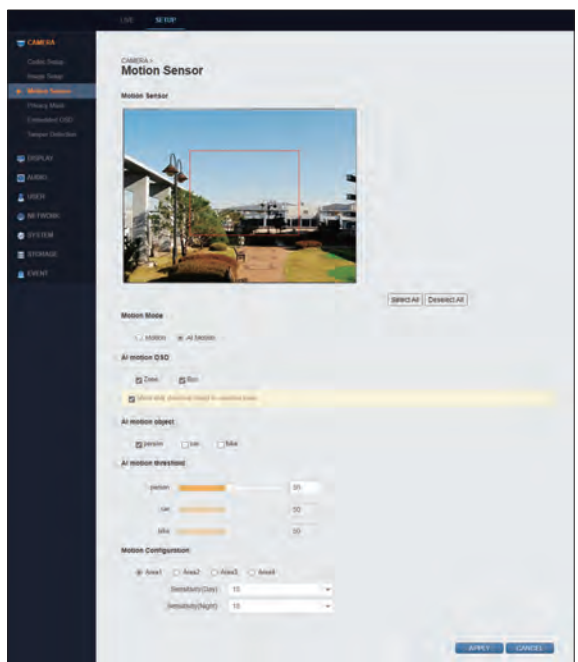 LIVE SETUP
CAMERA
Codec Setup
Image Setup
Motion Sensor
Privacy Mask
Embedded OSD
Tamper Detection
DISPLAY
AUDIO
USER
NETWORK
SYSTEM
STORAGE
EVENT
CAMERA >
Motion Sensor
Motion Sensor
Select All Deselect All
Motion Mode
Motion AI Motion
AI motion OSD
Zone Box
AI motion object
person car bike
AI motion threshold
person
car 50
bike 50
Motion Configuration
Area1 Area2 Area3 Area4
Sensitivity(Day) 10
Sensitivity(Night) 10
APPLY CANCEL